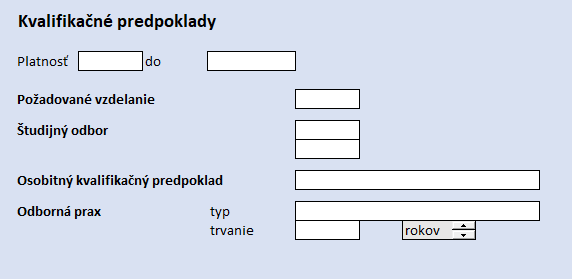 Kvalifikačné predpoklady
Platnosť do
Požadované vzdelanie
Študijný odbor
Osobitný kvalifikačný predpoklad
Odborná prax typ
trvanie rokov